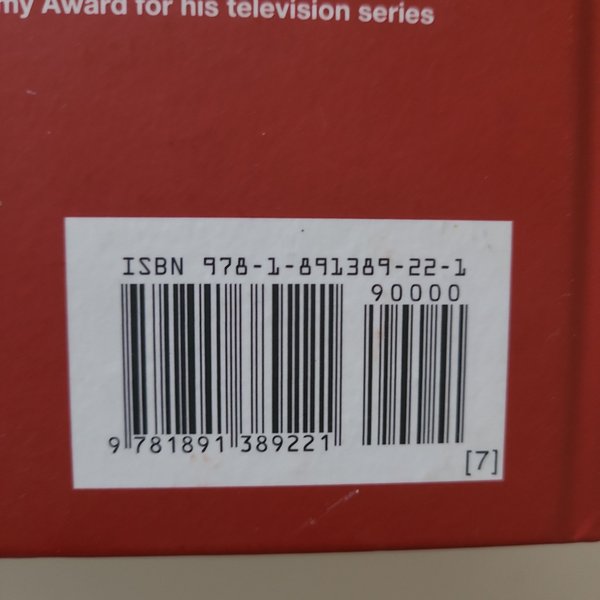 my Award for his television series
ISBN 978-1-891389-22-1
90000
9 781891 389221
[7]